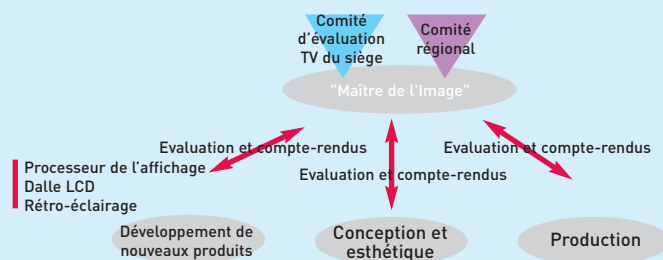 Comité
d'évaluation
TV du siège
Comité
régional
"Maître de l'Image"
Evaluation et compte-rendus
Evaluation et compte-rendus
Evaluation et compte-rendus
Processeur de l'affichage
Dalle LCD
Rétro-éclairage
Développement de
nouveaux produits
Conception et
esthétique
Production